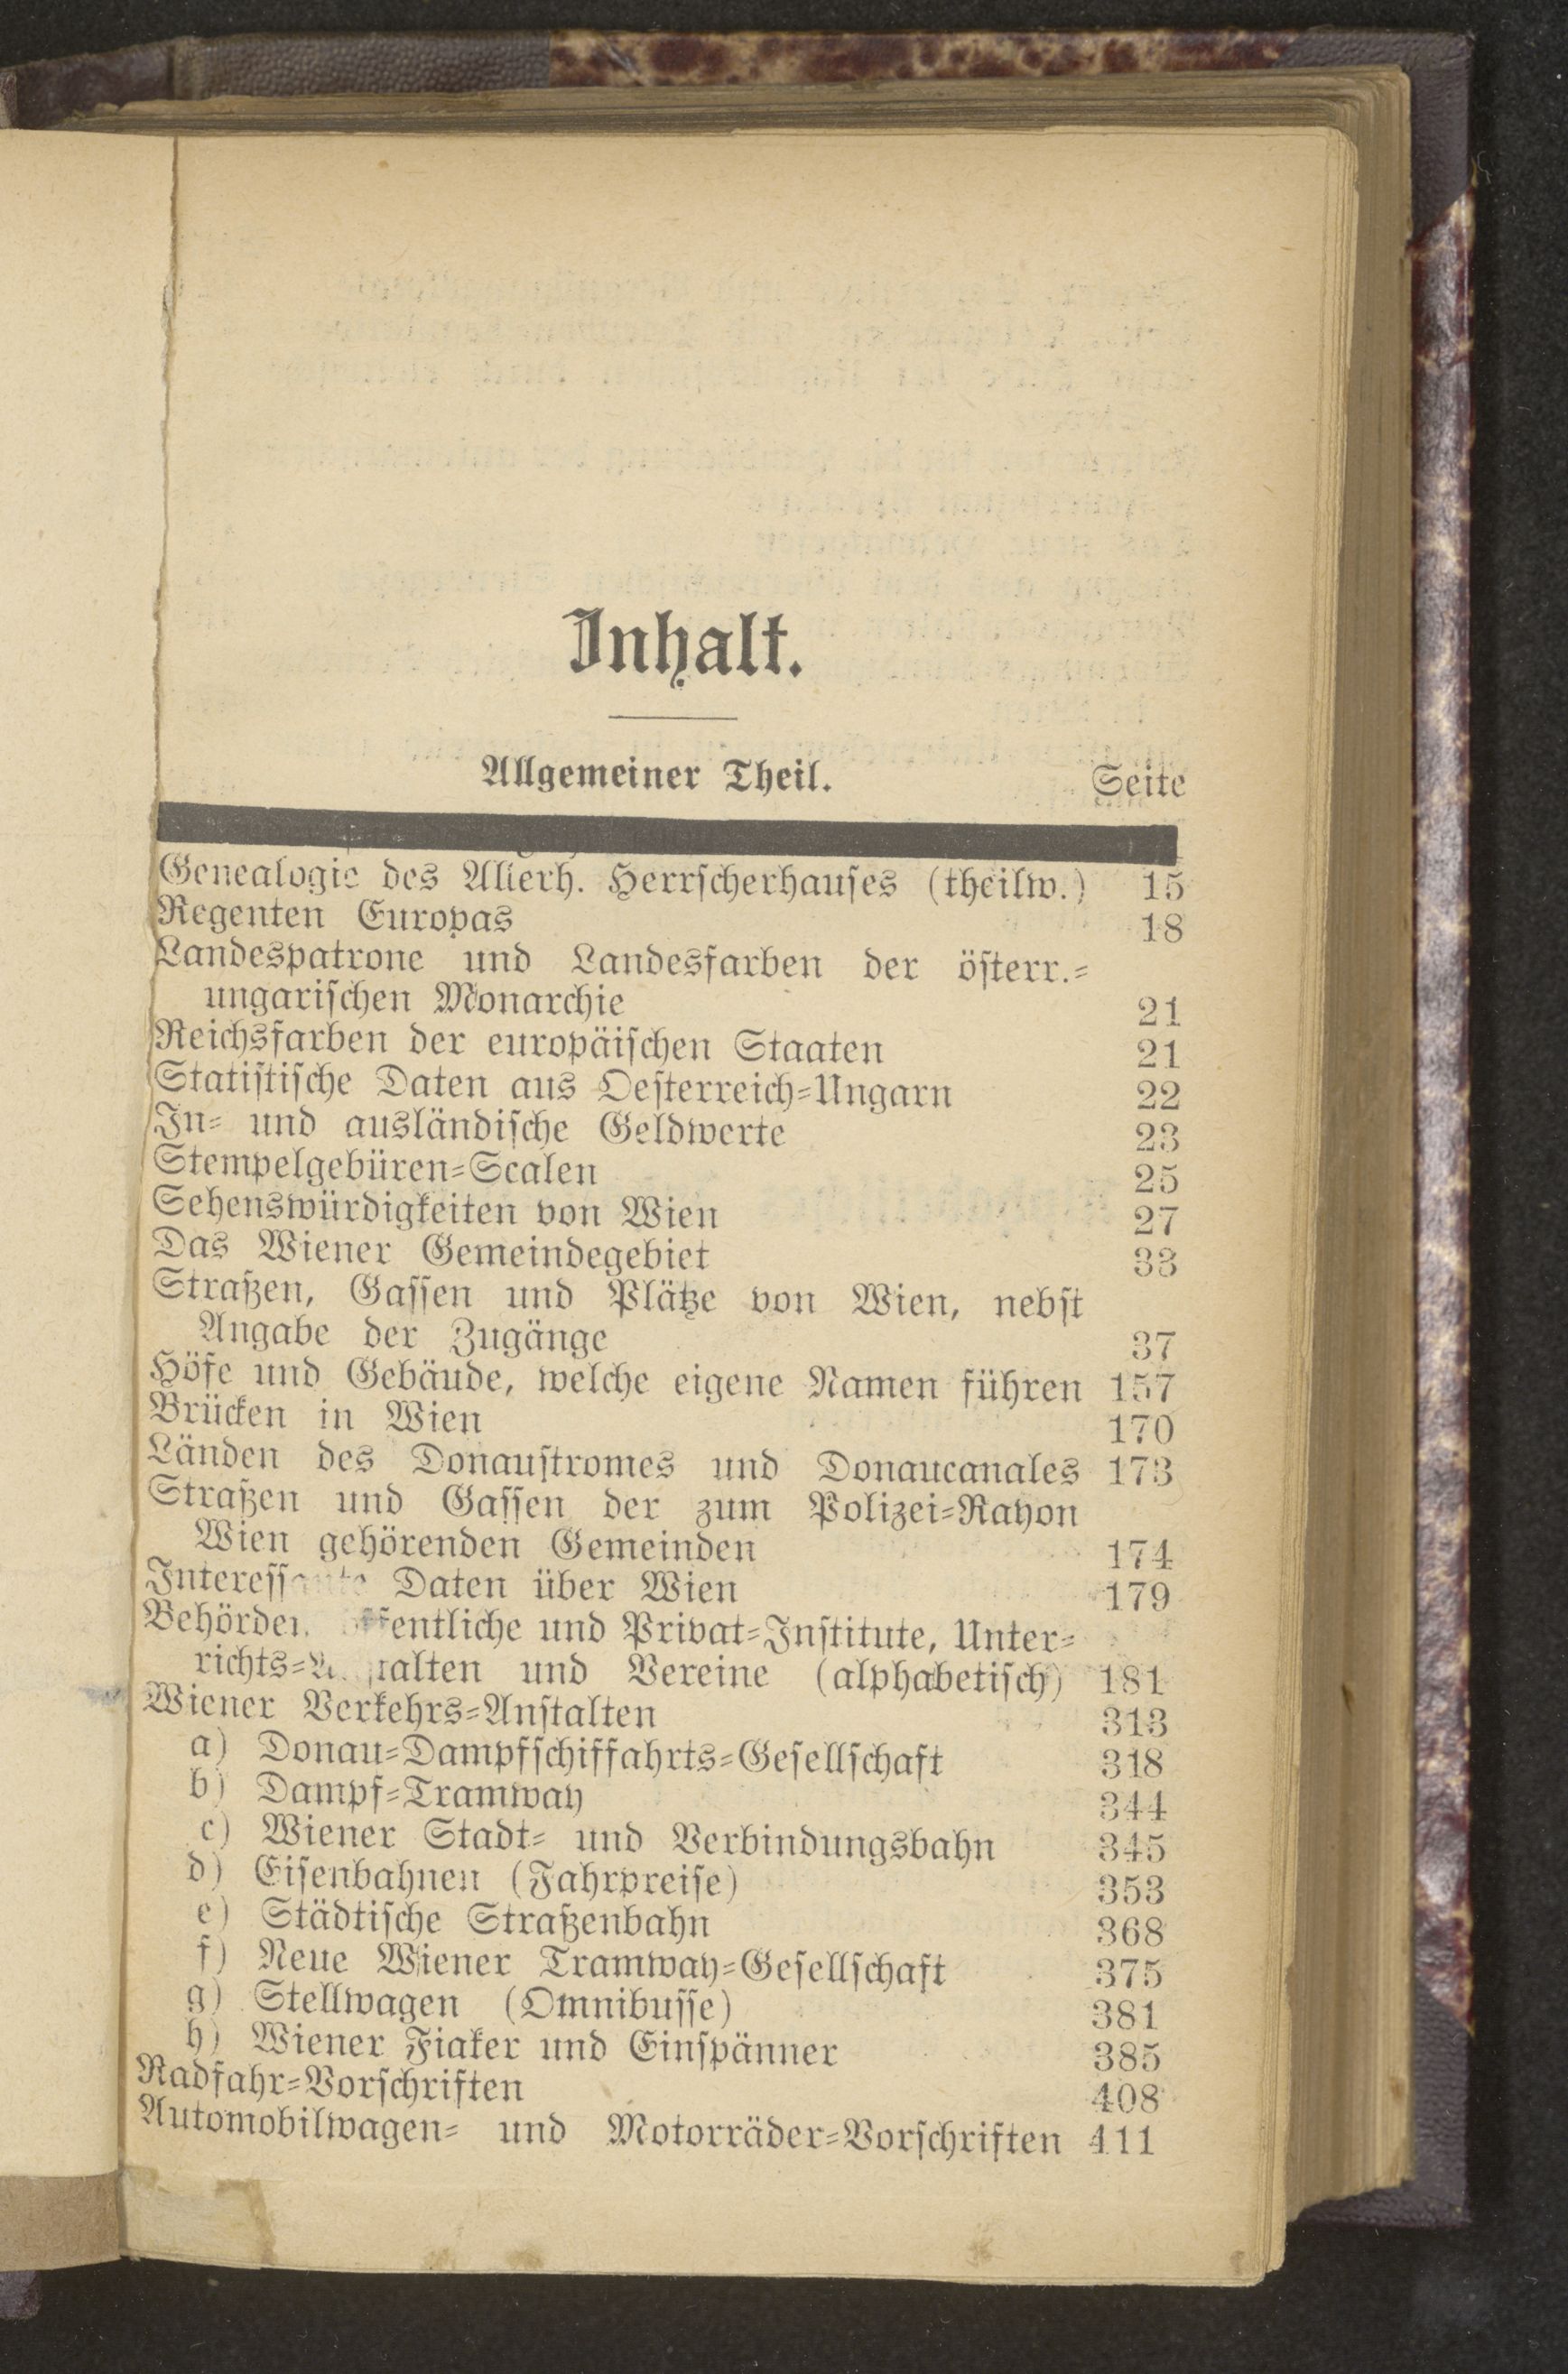 Inhalt.
Allgemeiner Theil. Seite
Genealogie des Allerh. Herrscherhauses (theilw.) 15
Regenten Europas 18
Landespatrone und Landesfarben der österr.-
ungarischen Monarchie 21
Reichsfarben der europäischen Staaten 21
Statistische Daten aus Oesterreich-Ungarn 22
In- und ausländische Geldwerte 23
Stempelgebüren-Scalen 25
Sehenswürdigkeiten von Wien 27
Das Wiener Gemeindegebiet 33
Straßen, Gassen und Plätze von Wien, nebst
Angabe der Zugänge 37
Höfe und Gebäude, welche eigene Namen führen 157
Brücken in Wien 170
Länden des Donaustromes und Donaucanales 173
Straßen und Gassen der zum Polizei-Rayon
Wien gehörenden Gemeinden 174
Interessante Daten über Wien 179
Behörden, öffentliche und Privat-Institute, Unter-
richts-Anstalten und Vereine (alphabetisch) 181
Wiener Verkehrs-Anstalten 313
a) Donau-Dampfschiffahrts-Gesellschaft 318
b) Dampf-Tramway 344
c) Wiener Stadt- und Verbindungsbahn 345
d) Eisenbahnen (Fahrpreise) 353
e) Städtische Straßenbahn 368
f) Neue Wiener Tramway-Gesellschaft 375
g) Stellwagen (Omnibusse) 381
h) Wiener Fiaker und Einspänner 385
Radfahr-Vorschriften 408
Automobilwagen- und Motorräder-Vorschriften 411